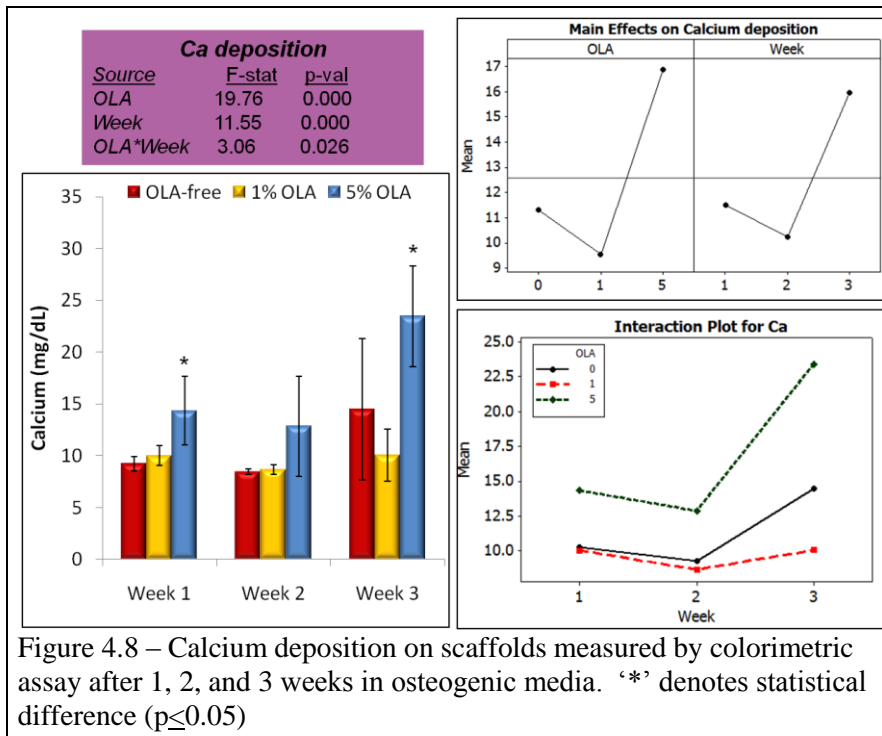 Ca deposition
Source F-stat p-val
OLA 19.76 0.000
Week 11.55 0.000
OLA*Week 3.06 0.026
Main Effects on Calcium deposition
OLA Week
Mean
17
16
15
14
13
12
11
10
9
0 1 5 1 2 3
OLA-free 1% OLA 5% OLA
Calcium (mg/dL)
35
30
25
20
15
10
5
0
* *
Week 1 Week 2 Week 3
Interaction Plot for Ca
OLA
0
1
5
Mean
25.0
22.5
20.0
17.5
15.0
12.5
10.0
1 2 3
Week
Figure 4.8 – Calcium deposition on scaffolds measured by colorimetric
assay after 1, 2, and 3 weeks in osteogenic media. ‘*’ denotes statistical
difference (p<0.05)